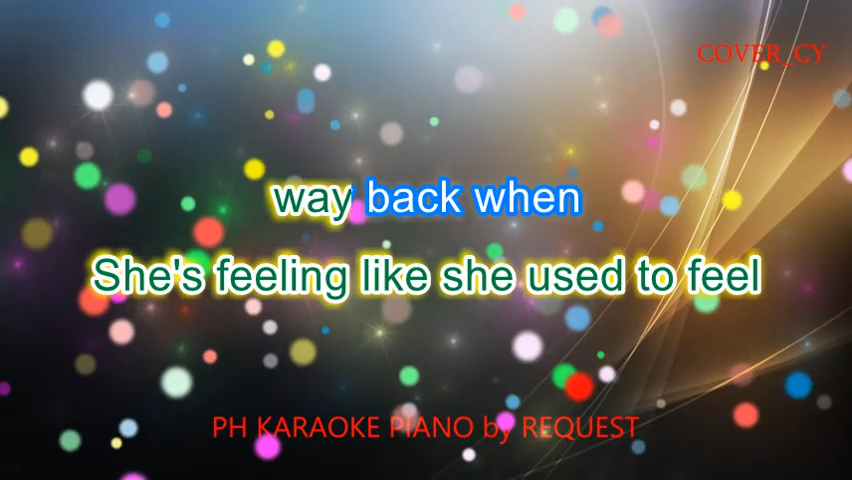 COVER_CY
way back when
She's feeling like she used to feel
PH KARAOKE PIANO by REQUEST